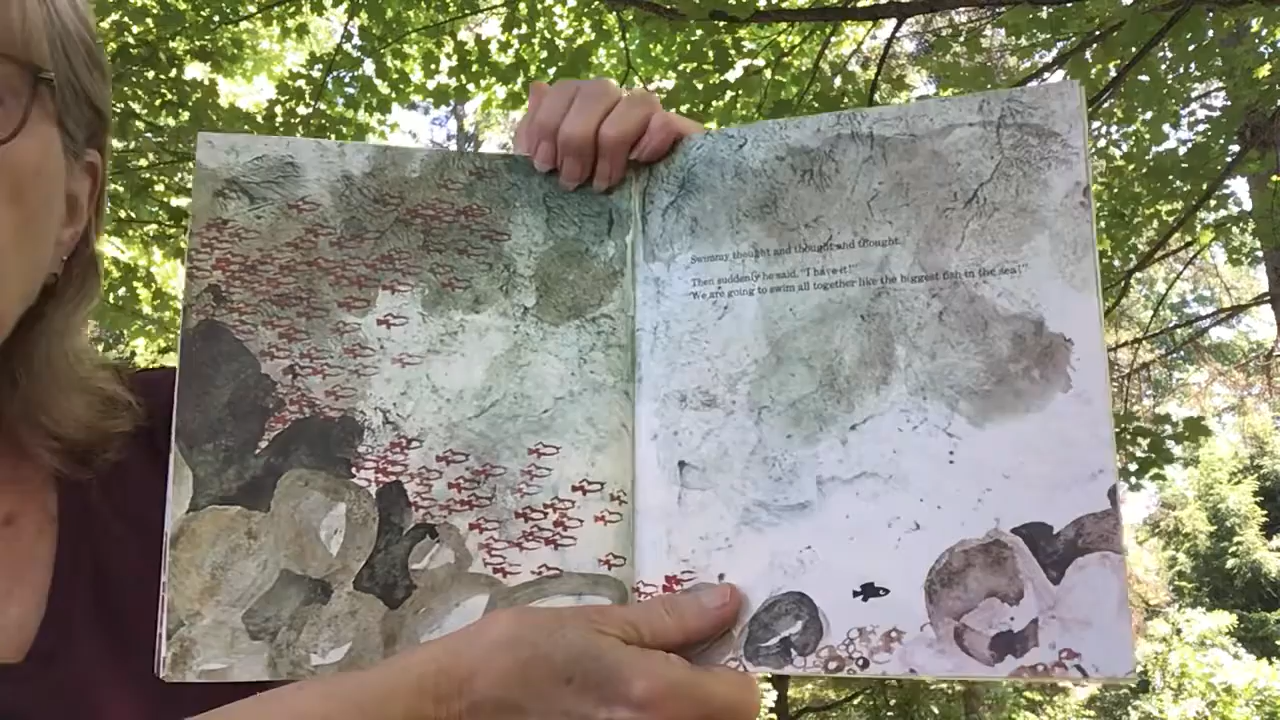 Swimmy thought and thought and thought.
Then suddenly he said, "I have it!"
"We are going to swim all together like the biggest fish in the sea!"